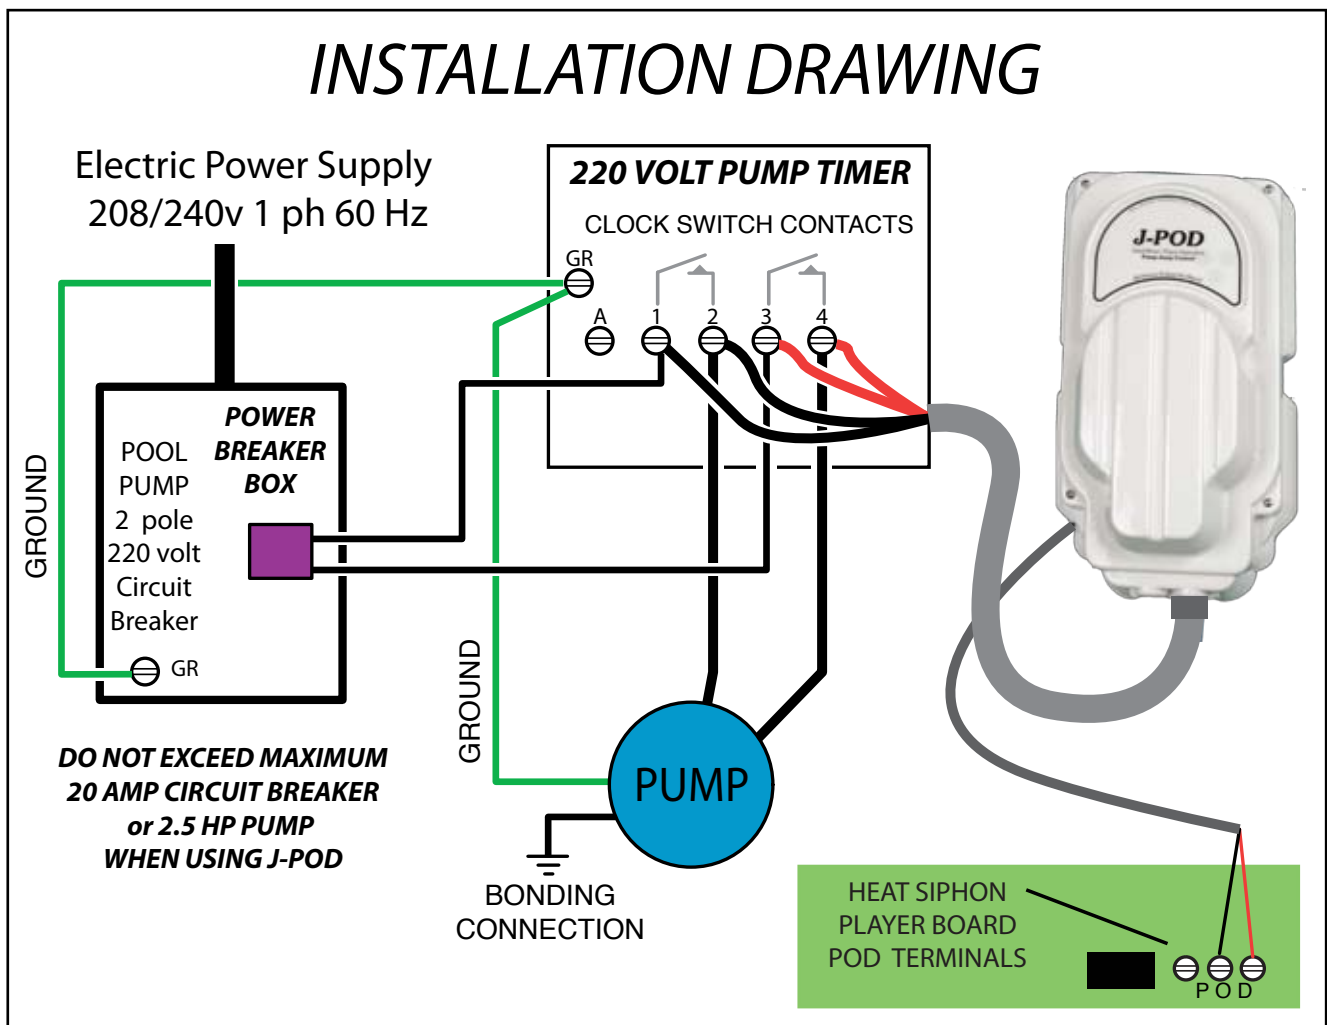 INSTALLATION DRAWING
Electric Power Supply
208/240v 1 ph 60 Hz
220 VOLT PUMP TIMER
CLOCK SWITCH CONTACTS
GR
A
1
2
3
4
J-POD
POWER
BREAKER
BOX
POOL
PUMP
2 pole
220 volt
Circuit
Breaker
GR
GROUND
GROUND
DO NOT EXCEED MAXIMUM
20 AMP CIRCUIT BREAKER
or 2.5 HP PUMP
WHEN USING J-POD
PUMP
BONDING
CONNECTION
HEAT SIPHON
PLAYER BOARD
POD TERMINALS
P O D